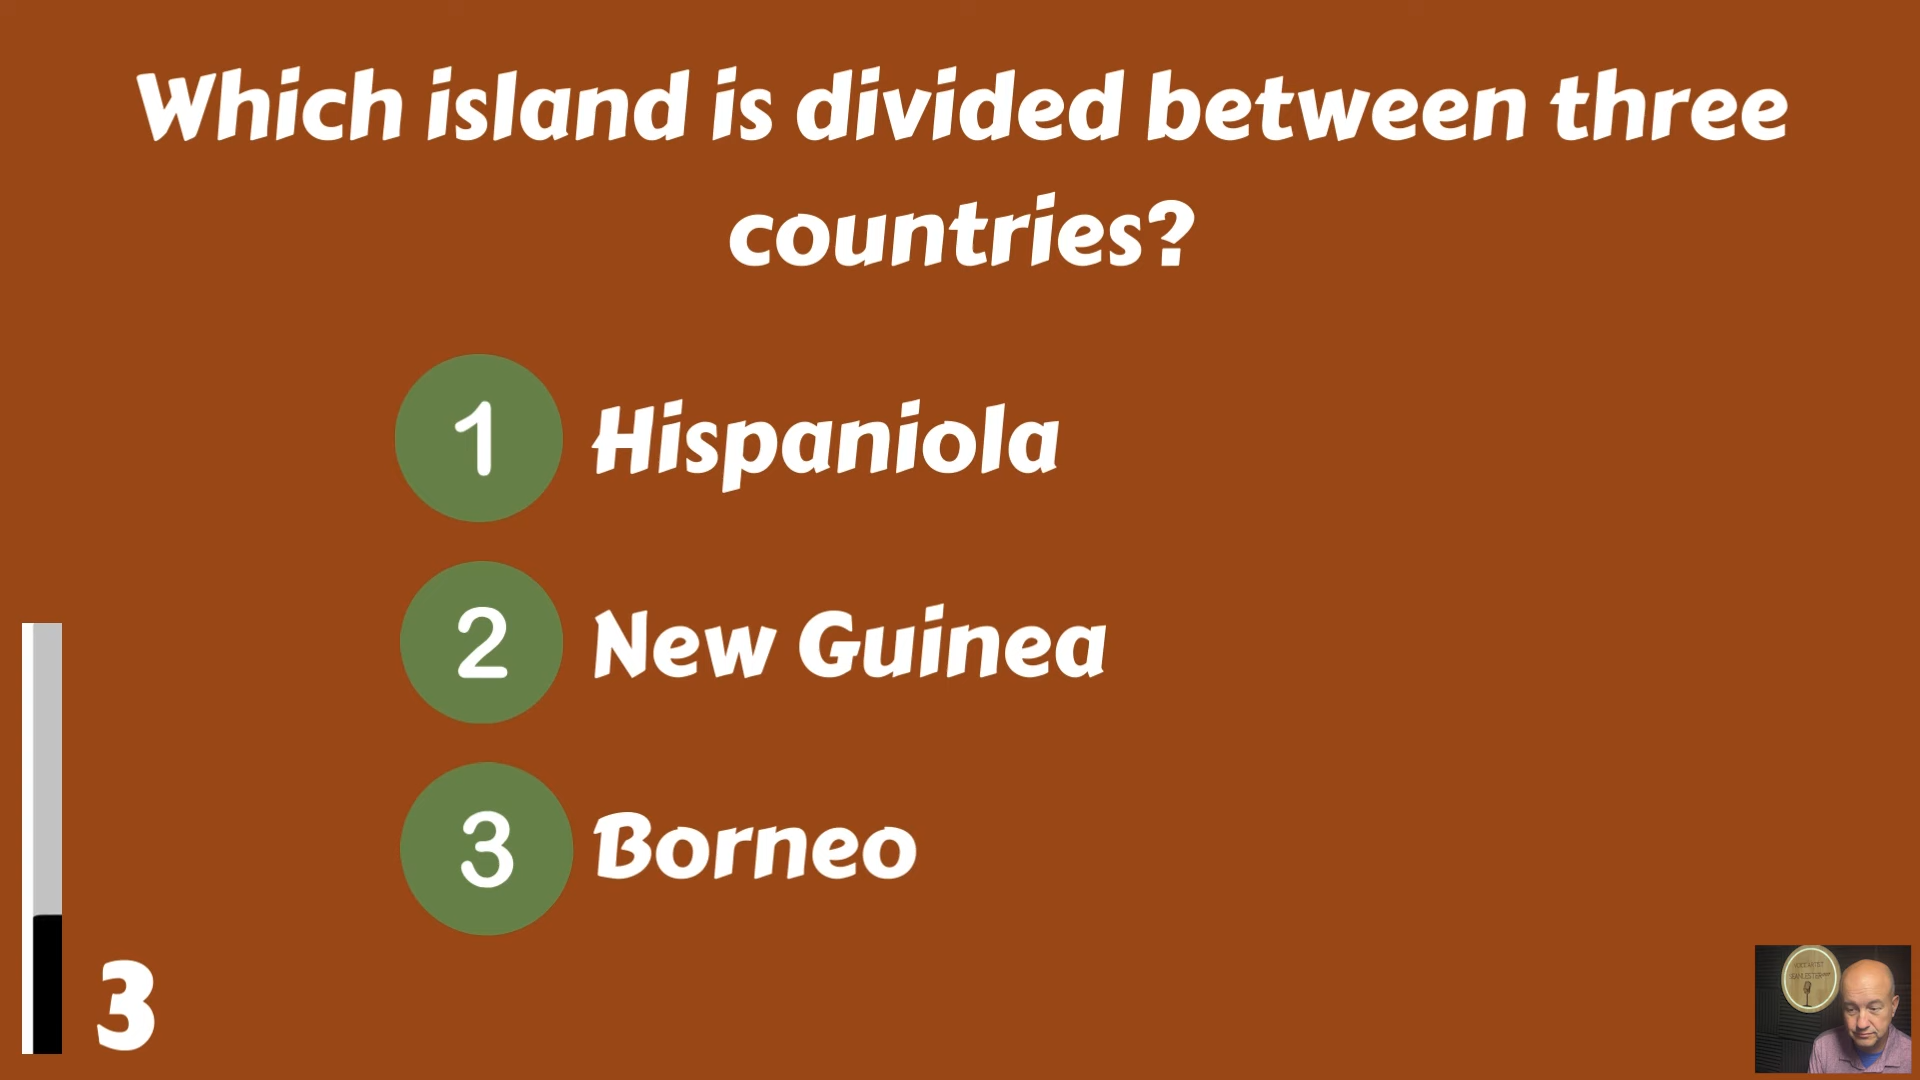 Which island is divided between three
countries?
1 Hispaniola
2 New Guinea
3 Borneo
3